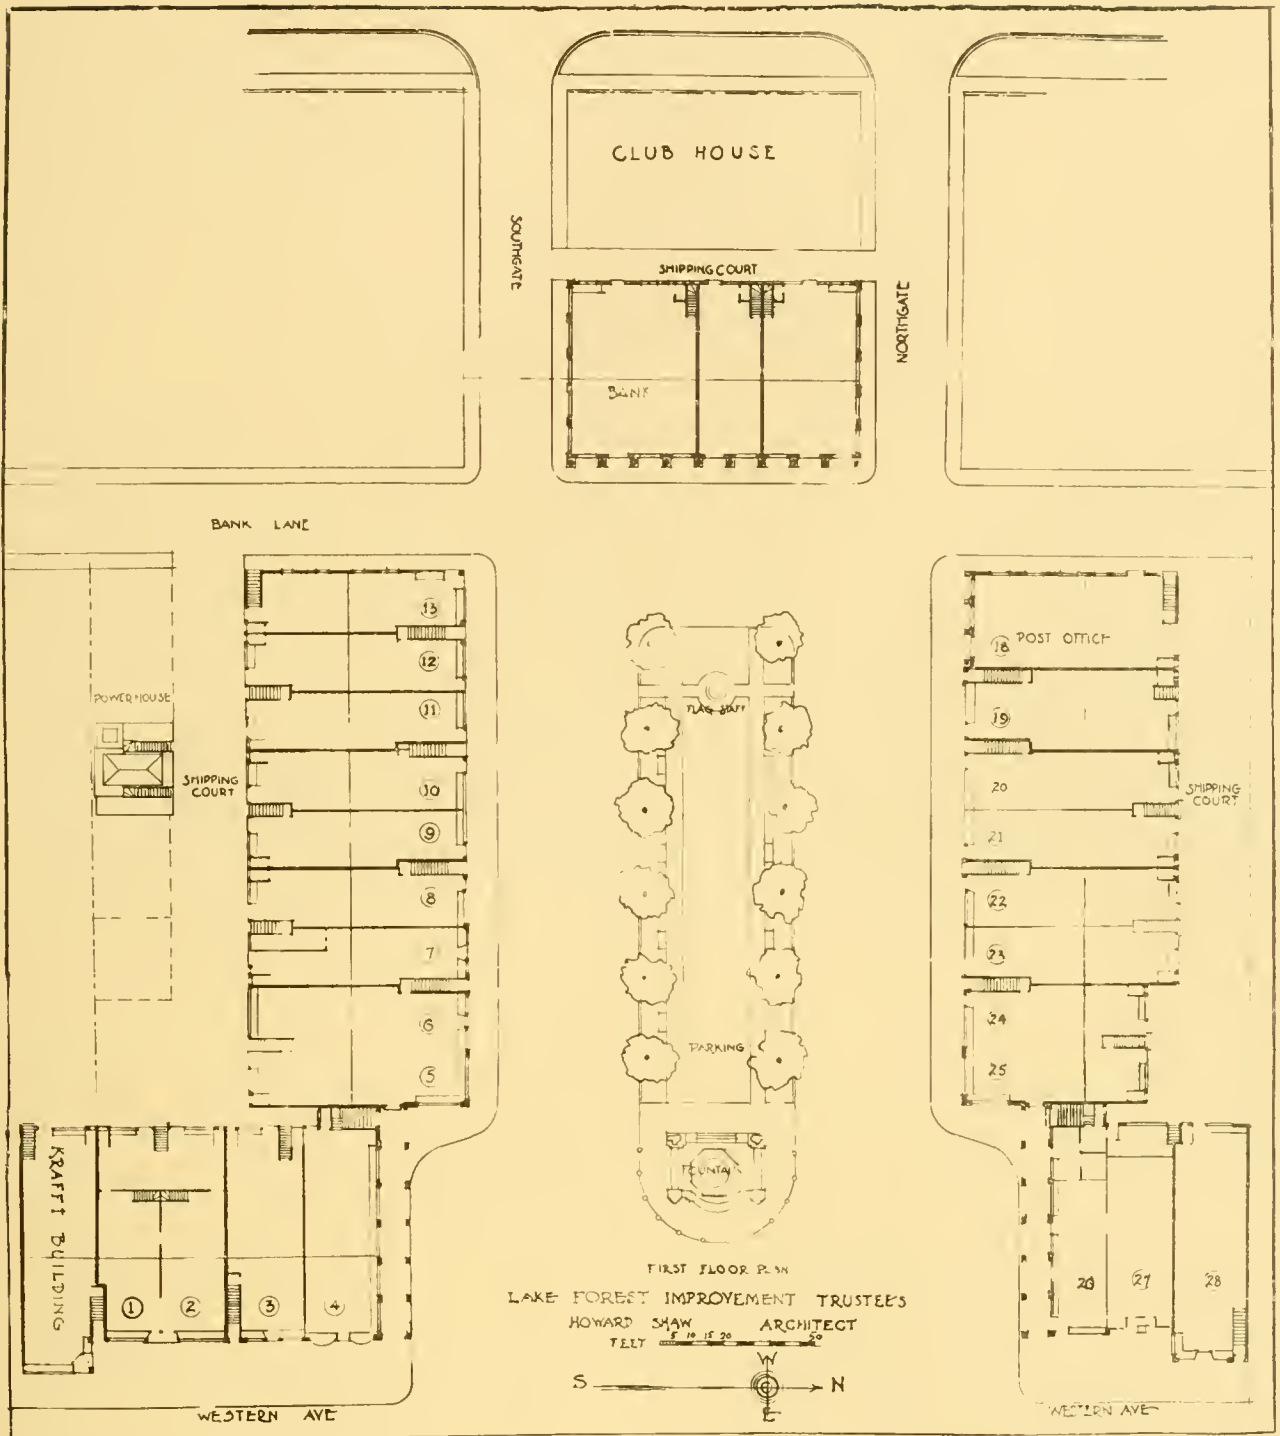 CLUB HOUSE
SOUTHGATE
SHIPPING COURT
NORTHGATE
BANK
BANK LANE
13
12
11
10
9
8
7
6
5
POWER HOUSE
SHIPPING
COURT
FLAG STAFF
PARKING
FOUNTAIN
18 POST OFFICE
19
20
21
22
23
24
25
SHIPPING
COURT
KRAFFT BUILDING
1
2
3
4
26
27
28
FIRST FLOOR PLAN
LAKE FOREST IMPROVEMENT TRUSTEES
HOWARD SHAW ARCHITECT
FEET 5 10 15 20 50
W
S N
E
WESTERN AVE
WESTERN AVE